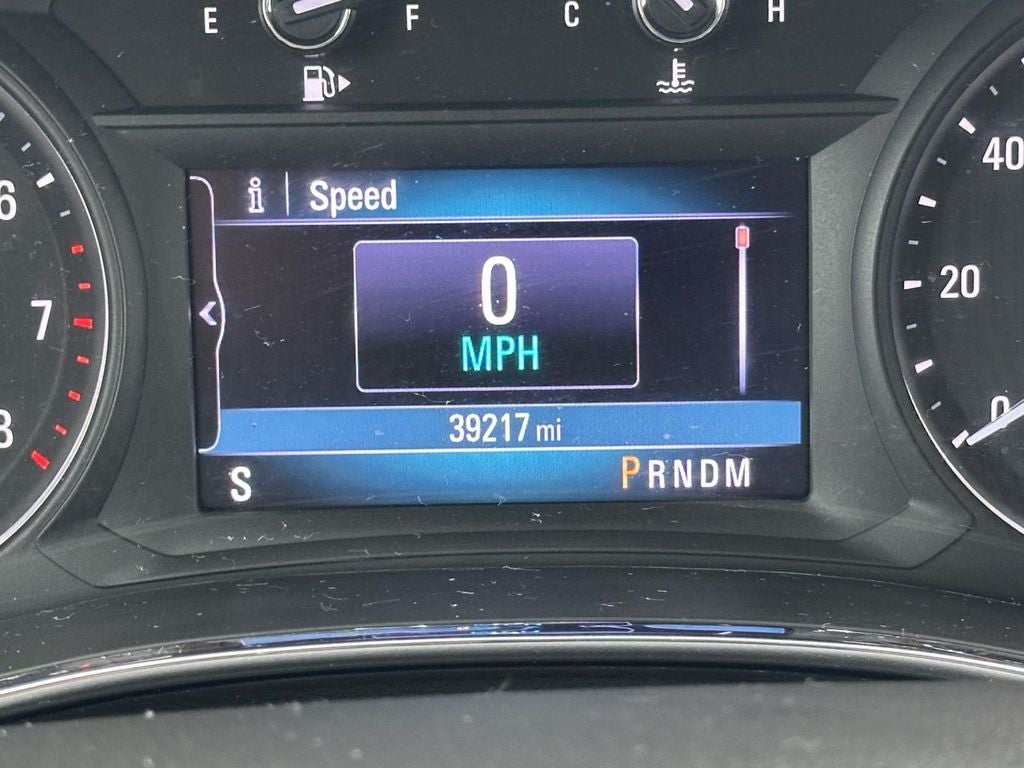 E F C H
i Speed
40
6
0
20
7
MPH
39217 mi
8
0
S PRNDM